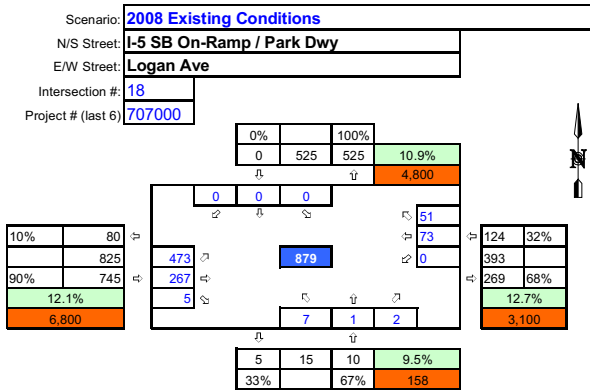 Scenario: 2008 Existing Conditions
N/S Street: I-5 SB On-Ramp / Park Dwy
E/W Street: Logan Ave
Intersection #: 18
Project # (last 6) 707000
N
0% 100%
0 525 525 10.9%
⇩ ⇧ 4,800
0 0 0
51
10% 80 ⇦ 73 ⇦ 124 32%
825 473 879 0 393
90% 745 ⇨ 267 ⇨ ⇨ 269 68%
12.1% 5 12.7%
6,800 7 1 2 3,100
⇩ ⇧
5 15 10 9.5%
33% 67% 158